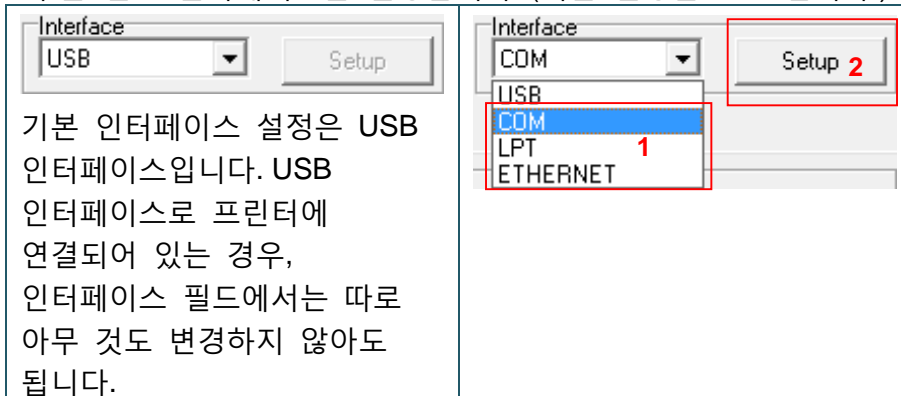 Interface
USB
Setup
기본 인터페이스 설정은 USB
인터페이스입니다. USB
인터페이스로 프린터에
연결되어 있는 경우,
인터페이스 필드에서는 따로
아무 것도 변경하지 않아도
됩니다.
Interface
COM
Setup 2
USB
COM
LPT 1
ETHERNET